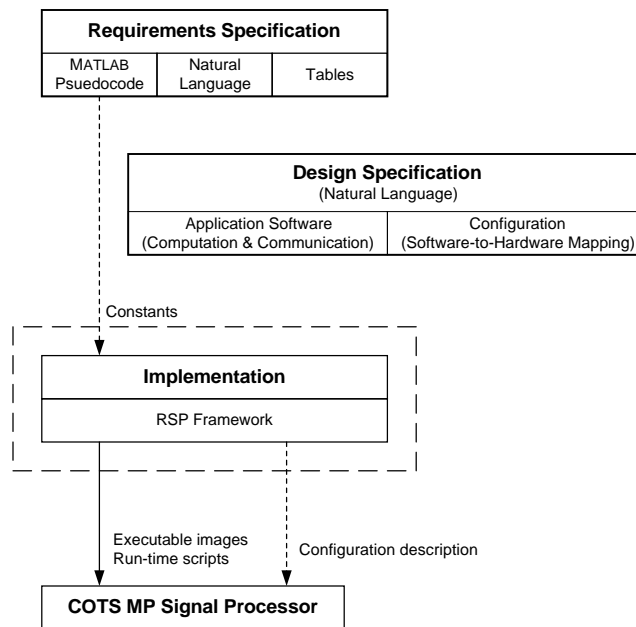 Requirements Specification
MATLAB
Psuedocode
Natural
Language
Tables
Design Specification
(Natural Language)
Application Software
(Computation & Communication)
Configuration
(Software-to-Hardware Mapping)
Constants
Implementation
RSP Framework
Executable images
Run-time scripts
Configuration description
COTS MP Signal Processor